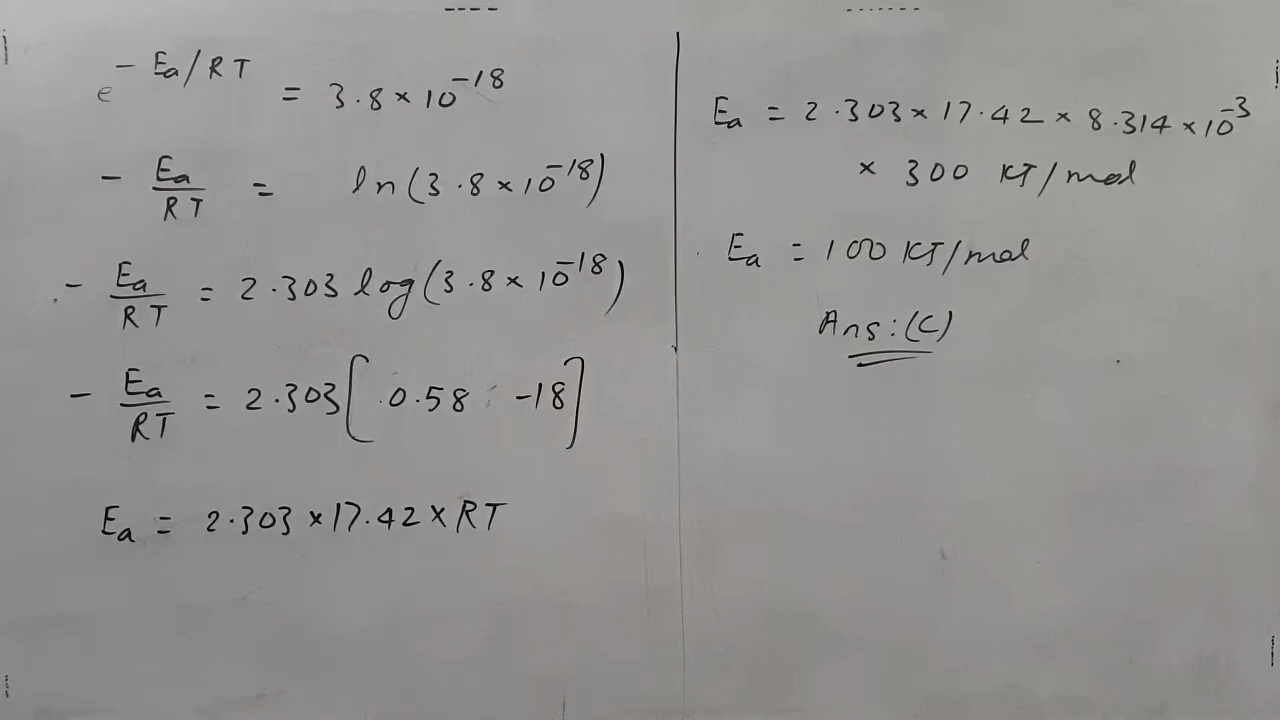 e^{-Ea/RT} = 3.8 × 10^{-18}
- Ea/RT = ln(3.8 × 10^{-18})
- Ea/RT = 2.303 log(3.8 × 10^{-18})
- Ea/RT = 2.303[0.58 -18]
Ea = 2.303 × 17.42 × RT
Ea = 2.303 × 17.42 × 8.314 × 10^{-3}
× 300 KJ/mol
Ea = 100 KJ/mol
Ans:(C)